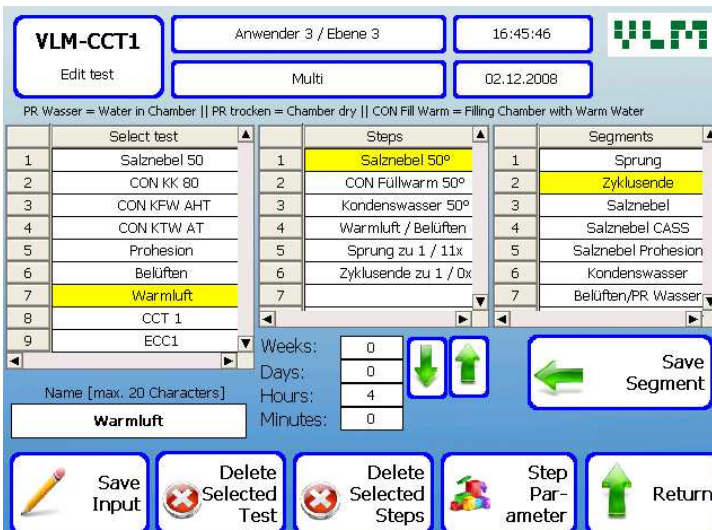 VLM-CCT1
Edit test
Anwender 3 / Ebene 3
16:45:46
VLM
Multi
02.12.2008
PR Wasser = Water in Chamber || PR trocken = Chamber dry || CON Fill Warm = Filling Chamber with Warm Water
Select test
1 Salznebel 50
2 CON KK 80
3 CON KFW AHT
4 CON KTW AT
5 Prohesion
6 Belüften
7 Warmluft
8 CCT 1
9 ECC1
Steps
1 Salznebel 50º
2 CON Füllwarm 50º
3 Kondenswasser 50º
4 Warmluft / Belüften
5 Sprung zu 1 / 11x
6 Zyklusende zu 1 / 0x
7
Segments
1 Sprung
2 Zyklusende
3 Salznebel
4 Salznebel CASS
5 Salznebel Prohesion
6 Kondenswasser
7 Belüften/PR Wasser
Name [max. 20 Characters]
Warmluft
Weeks: 0
Days: 0
Hours: 4
Minutes: 0
Save
Segment
Save
Input
Delete
Selected
Test
Delete
Selected
Steps
Step
Par-
ameter
Return